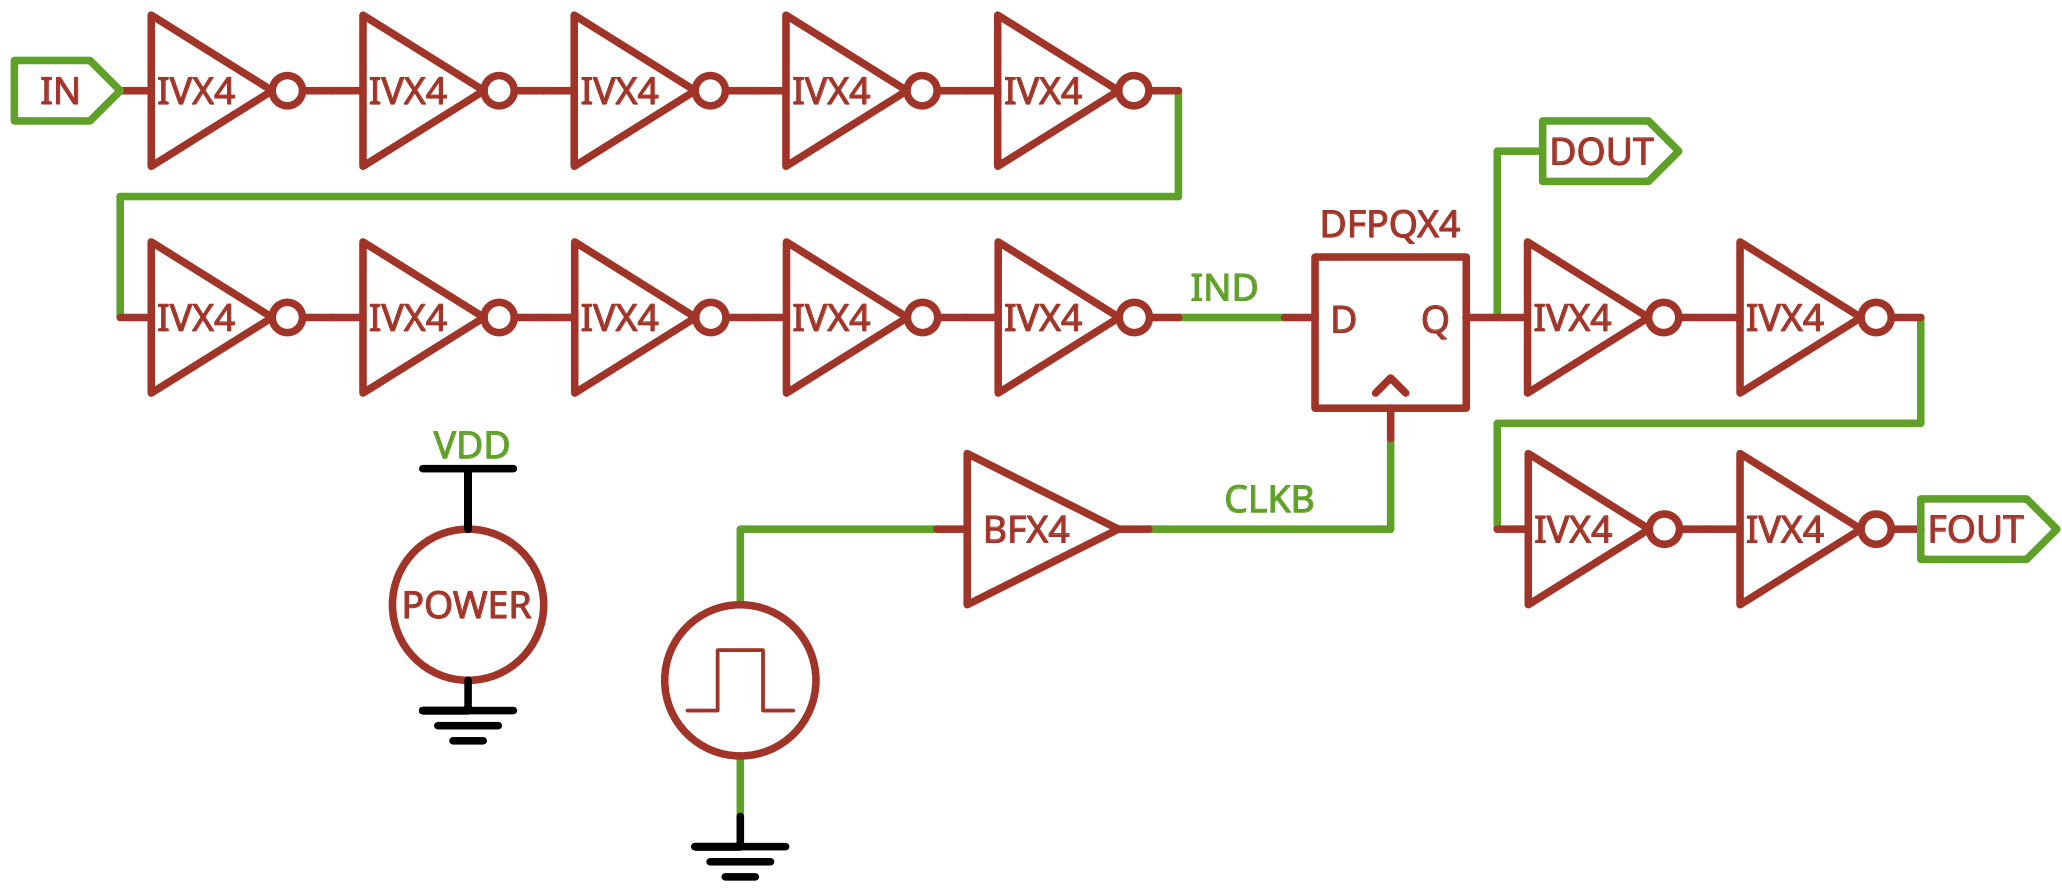 IN IVX4 IVX4 IVX4 IVX4 IVX4
DOUT
DFPQX4
IND
IVX4 IVX4 IVX4 IVX4 IVX4 D Q IVX4 IVX4
VDD
CLKB
BFX4 IVX4 IVX4 FOUT
POWER